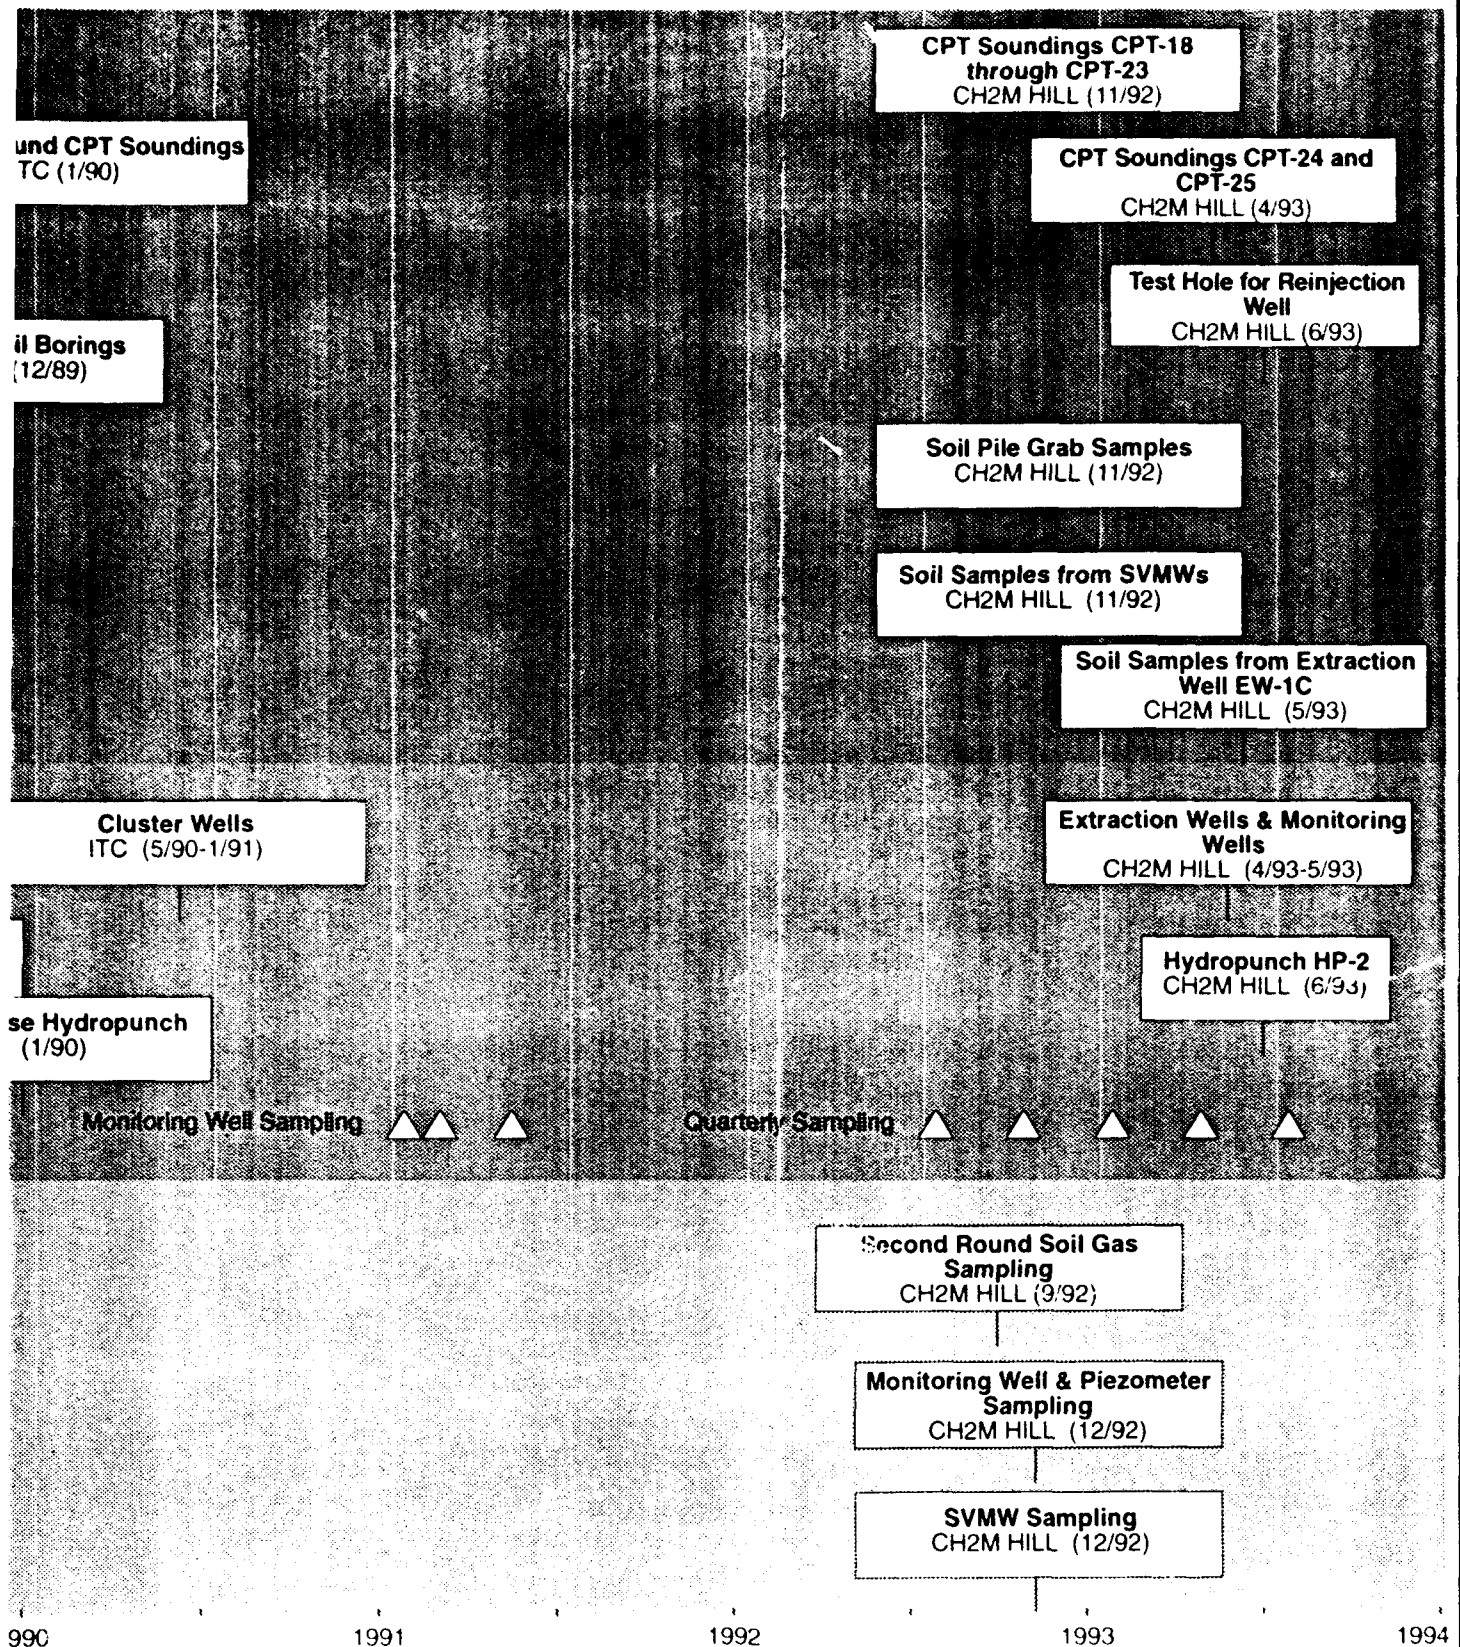 CPT Soundings CPT-18
through CPT-23
CH2M HILL (11/92)
und CPT Soundings
TC (1/90)
CPT Soundings CPT-24 and
CPT-25
CH2M HILL (4/93)
Test Hole for Reinjection
Well
CH2M HILL (6/93)
il Borings
(12/89)
Soil Pile Grab Samples
CH2M HILL (11/92)
Soil Samples from SVMWs
CH2M HILL (11/92)
Soil Samples from Extraction
Well EW-1C
CH2M HILL (5/93)
Cluster Wells
ITC (5/90-1/91)
Extraction Wells & Monitoring
Wells
CH2M HILL (4/93-5/93)
Hydropunch HP-2
CH2M HILL (6/93)
se Hydropunch
(1/90)
Monitoring Well Sampling
Quarterly Sampling
Second Round Soil Gas
Sampling
CH2M HILL (9/92)
Monitoring Well & Piezometer
Sampling
CH2M HILL (12/92)
SVMW Sampling
CH2M HILL (12/92)
990 1991 1992 1993 1994